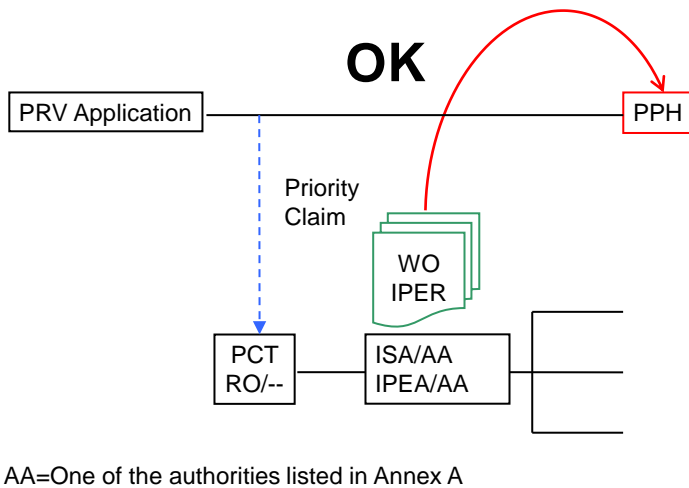 OK
PRV Application
PPH
Priority
Claim
WO
IPER
PCT
RO/--
ISA/AA
IPEA/AA
AA=One of the authorities listed in Annex A